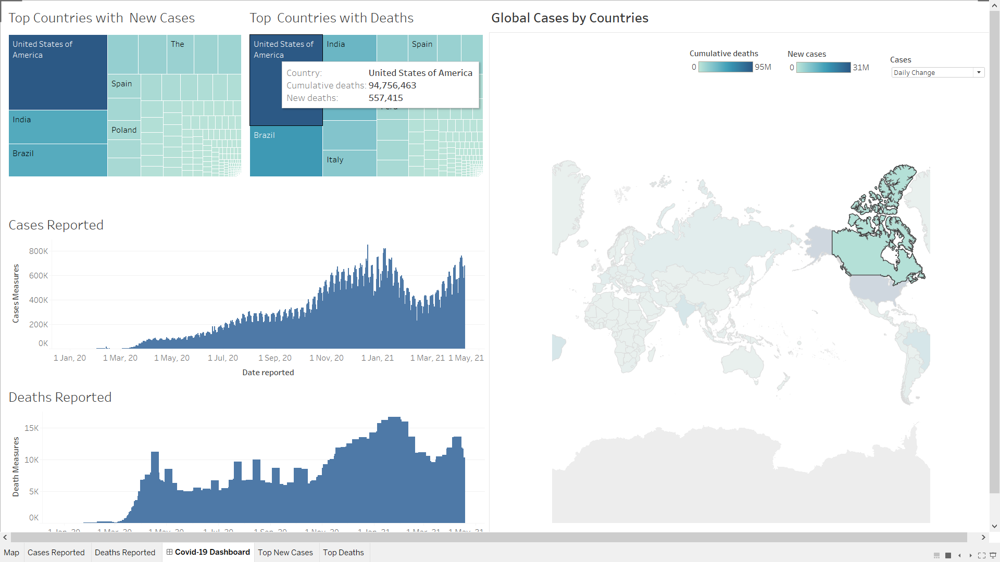 Top Countries with  New Cases
Top  Countries with Deaths
Global Cases by Countries
United States of
America
The
Spain
India
Poland
Brazil
United States of
America
India
Spain
Brazil
Italy
Country: United States of America
Cumulative deaths: 94,756,463
New deaths: 557,415
Cumulative deaths
0 95M
New cases
0 31M
Cases
Daily Change
Cases Reported
Cases Measures
800K
600K
400K
200K
0K
1 Jan, 20 1 Mar, 20 1 May, 20 1 Jul, 20 1 Sep, 20 1 Nov, 20 1 Jan, 21 1 Mar, 21 1 May, 21
Date reported
Deaths Reported
Death Measures
15K
10K
5K
0K
1 Jan, 20 1 Mar, 20 1 May, 20 1 Jul, 20 1 Sep, 20 1 Nov, 20 1 Jan, 21 1 Mar, 21 1 May, 21
Map Cases Reported Deaths Reported Covid-19 Dashboard Top New Cases Top Deaths